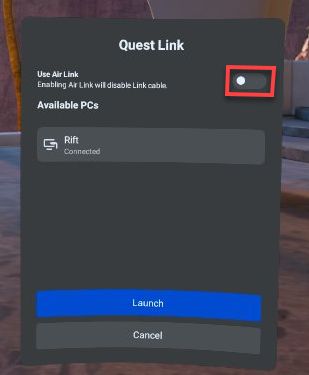 Quest Link
Use Air Link
Enabling Air Link will disable Link cable.
Available PCs
Rift
Connected
Launch
Cancel